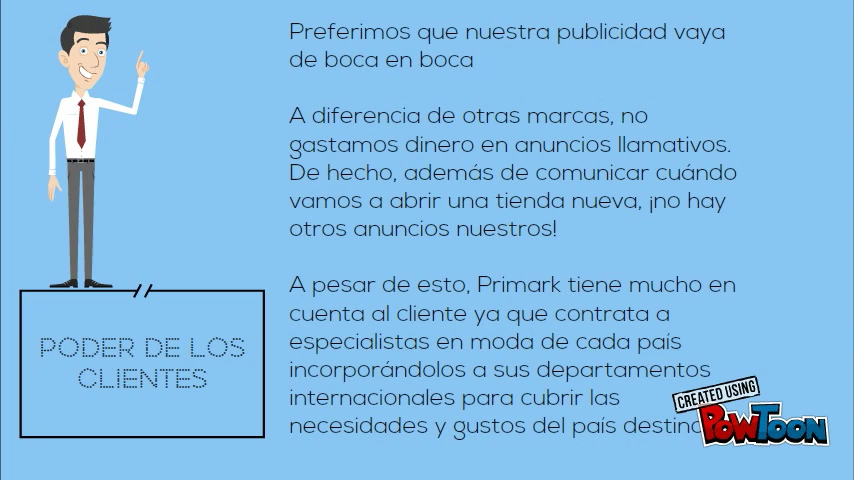 Preferimos que nuestra publicidad vaya
de boca en boca
A diferencia de otras marcas, no
gastamos dinero en anuncios llamativos.
De hecho, además de comunicar cuándo
vamos a abrir una tienda nueva, ¡no hay
otros anuncios nuestros!
A pesar de esto, Primark tiene mucho en
cuenta al cliente ya que contrata a
especialistas en moda de cada país
incorporándolos a sus departamentos
internacionales para cubrir las
necesidades y gustos del país destino
PODER DE LOS
CLIENTES
CREATED USING
POWTOON